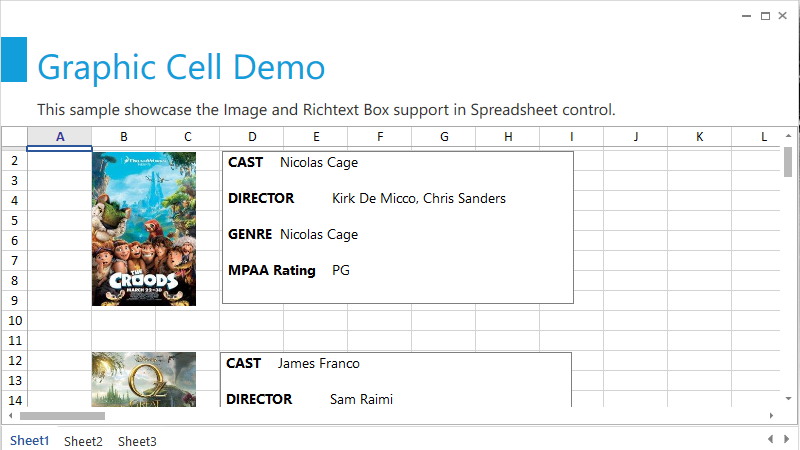 Graphic Cell Demo
This sample showcase the Image and Richtext Box support in Spreadsheet control.
A B C D E F G H I J K L
2
3
4
5
6
7
8
9
10
11
12
13
14
THE
CROODS
MARCH 22 3D
CAST Nicolas Cage
DIRECTOR Kirk De Micco, Chris Sanders
GENRE Nicolas Cage
MPAA Rating PG
OZ
CAST James Franco
DIRECTOR Sam Raimi
Sheet1 Sheet2 Sheet3